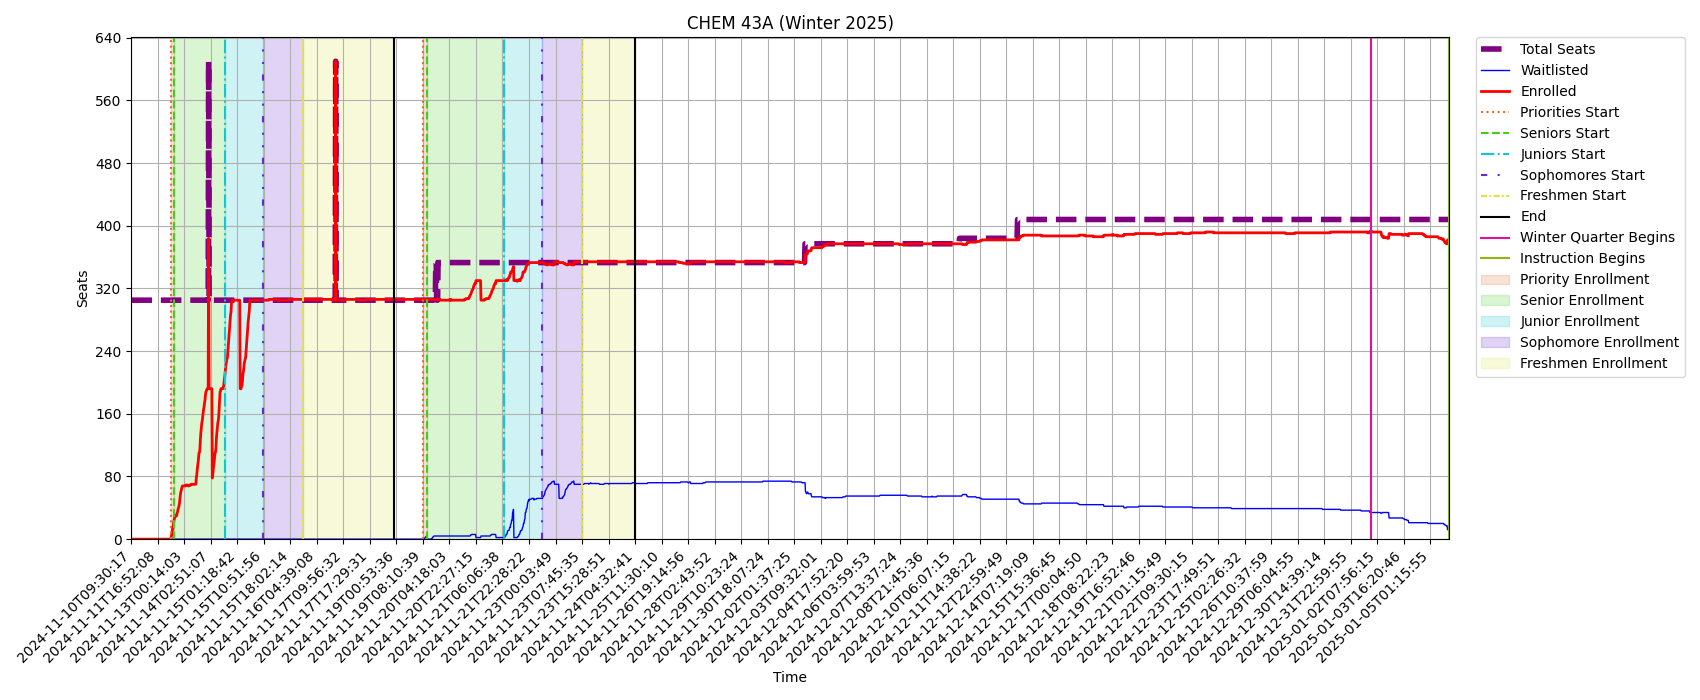 CHEM 43A (Winter 2025)
640
560
480
400
320
240
160
80
0
Seats
2024-11-10T09:30:17
2024-11-11T16:52:08
2024-11-13T00:14:03
2024-11-14T02:51:07
2024-11-15T01:18:42
2024-11-15T10:51:56
2024-11-15T18:02:14
2024-11-16T04:39:08
2024-11-17T09:56:32
2024-11-17T17:29:31
2024-11-19T00:53:36
2024-11-19T08:10:39
2024-11-20T04:18:03
2024-11-20T22:27:15
2024-11-21T06:06:38
2024-11-21T22:28:22
2024-11-23T00:03:49
2024-11-23T07:45:35
2024-11-23T15:28:51
2024-11-24T04:32:41
2024-11-25T11:30:10
2024-11-26T19:14:56
2024-11-28T02:43:52
2024-11-29T10:23:24
2024-11-30T18:07:24
2024-12-02T01:37:25
2024-12-03T09:32:01
2024-12-04T17:52:20
2024-12-06T03:59:53
2024-12-07T13:37:24
2024-12-08T21:45:36
2024-12-10T06:07:15
2024-12-11T14:38:22
2024-12-12T22:59:49
2024-12-14T07:19:09
2024-12-15T15:36:45
2024-12-17T00:04:50
2024-12-18T08:22:23
2024-12-19T16:52:46
2024-12-21T01:15:49
2024-12-22T09:30:15
2024-12-23T17:49:51
2024-12-25T02:26:32
2024-12-26T10:37:59
2024-12-29T06:04:55
2024-12-30T14:39:14
2024-12-31T22:59:55
2025-01-02T07:56:15
2025-01-03T16:20:46
2025-01-05T01:15:55
Time
Total Seats
Waitlisted
Enrolled
Priorities Start
Seniors Start
Juniors Start
Sophomores Start
Freshmen Start
End
Winter Quarter Begins
Instruction Begins
Priority Enrollment
Senior Enrollment
Junior Enrollment
Sophomore Enrollment
Freshmen Enrollment